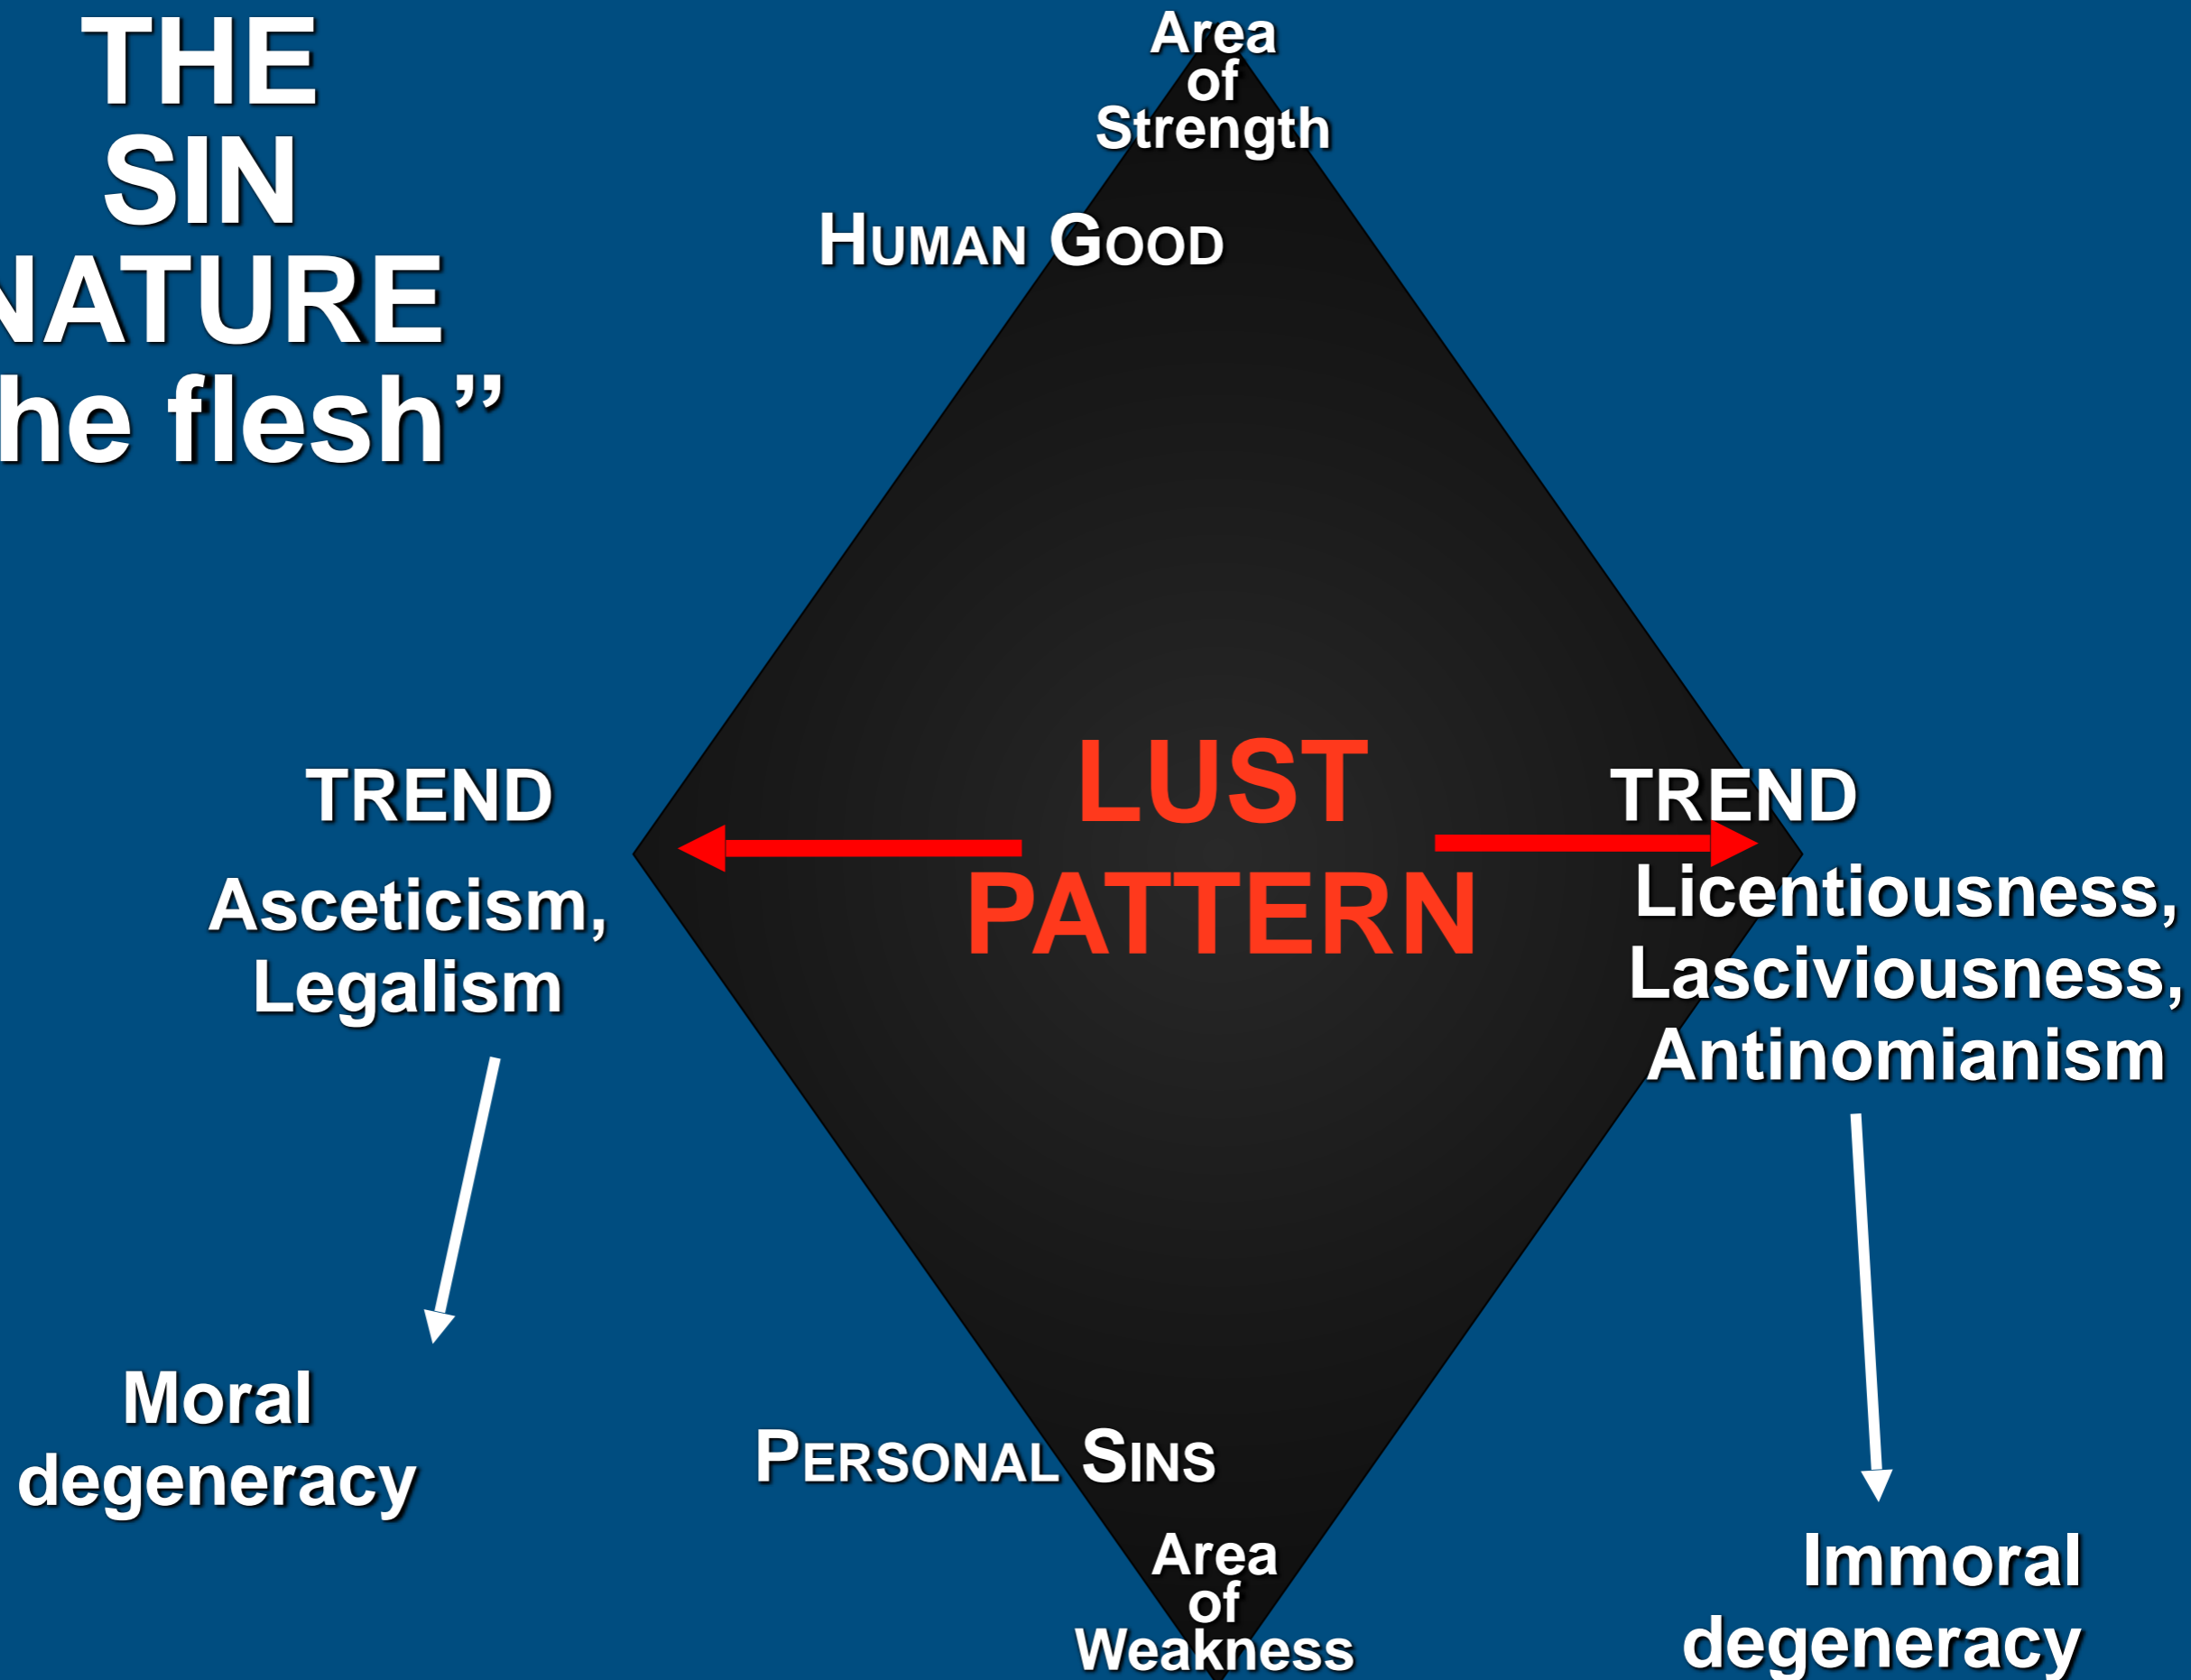 THE
SIN
NATURE
he flesh”
Area
of
Strength
HUMAN GOOD
LUST
PATTERN
TREND
Asceticism,
Legalism
TREND
Licentiousness,
Lasciviousness,
Antinomianism
Moral
degeneracy
PERSONAL SINS
Area
of
Weakness
Immoral
degeneracy